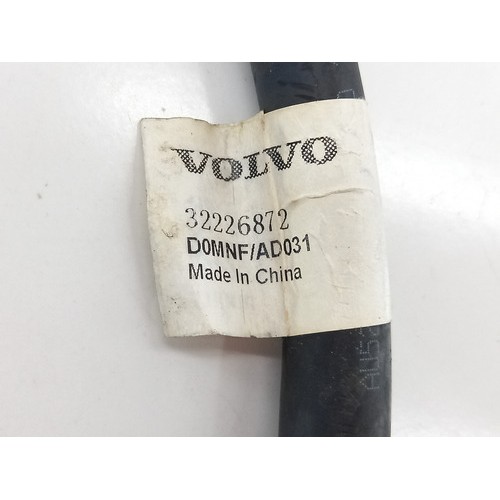 VOLVO
32226872
D0MNF/AD031
Made In China